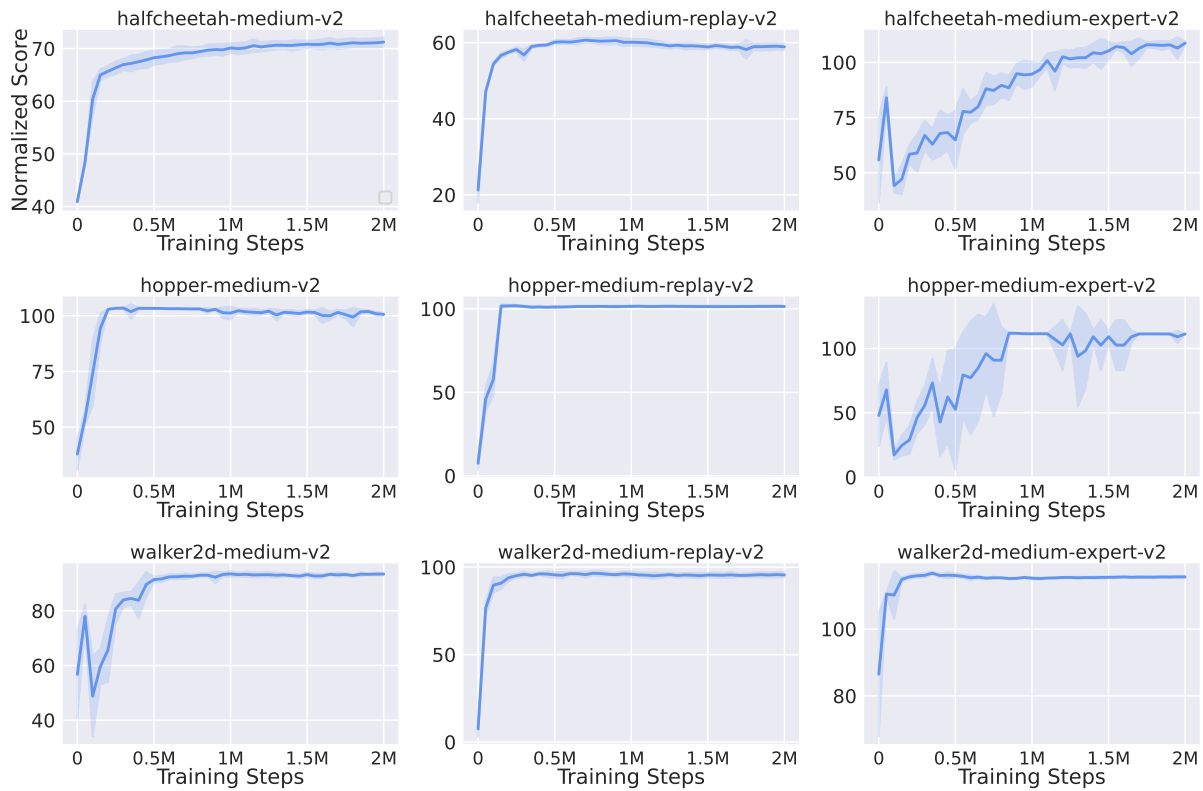 halfcheetah-medium-v2
halfcheetah-medium-replay-v2
halfcheetah-medium-expert-v2
Normalized Score
70
60
50
40
60
40
20
100
75
50
0 0.5M 1M 1.5M 2M
0 0.5M 1M 1.5M 2M
0 0.5M 1M 1.5M 2M
Training Steps
Training Steps
Training Steps
hopper-medium-v2
hopper-medium-replay-v2
hopper-medium-expert-v2
100
75
50
100
50
0
100
50
0
0 0.5M 1M 1.5M 2M
0 0.5M 1M 1.5M 2M
0 0.5M 1M 1.5M 2M
Training Steps
Training Steps
Training Steps
walker2d-medium-v2
walker2d-medium-replay-v2
walker2d-medium-expert-v2
80
60
40
100
50
0
100
80
0 0.5M 1M 1.5M 2M
0 0.5M 1M 1.5M 2M
0 0.5M 1M 1.5M 2M
Training Steps
Training Steps
Training Steps